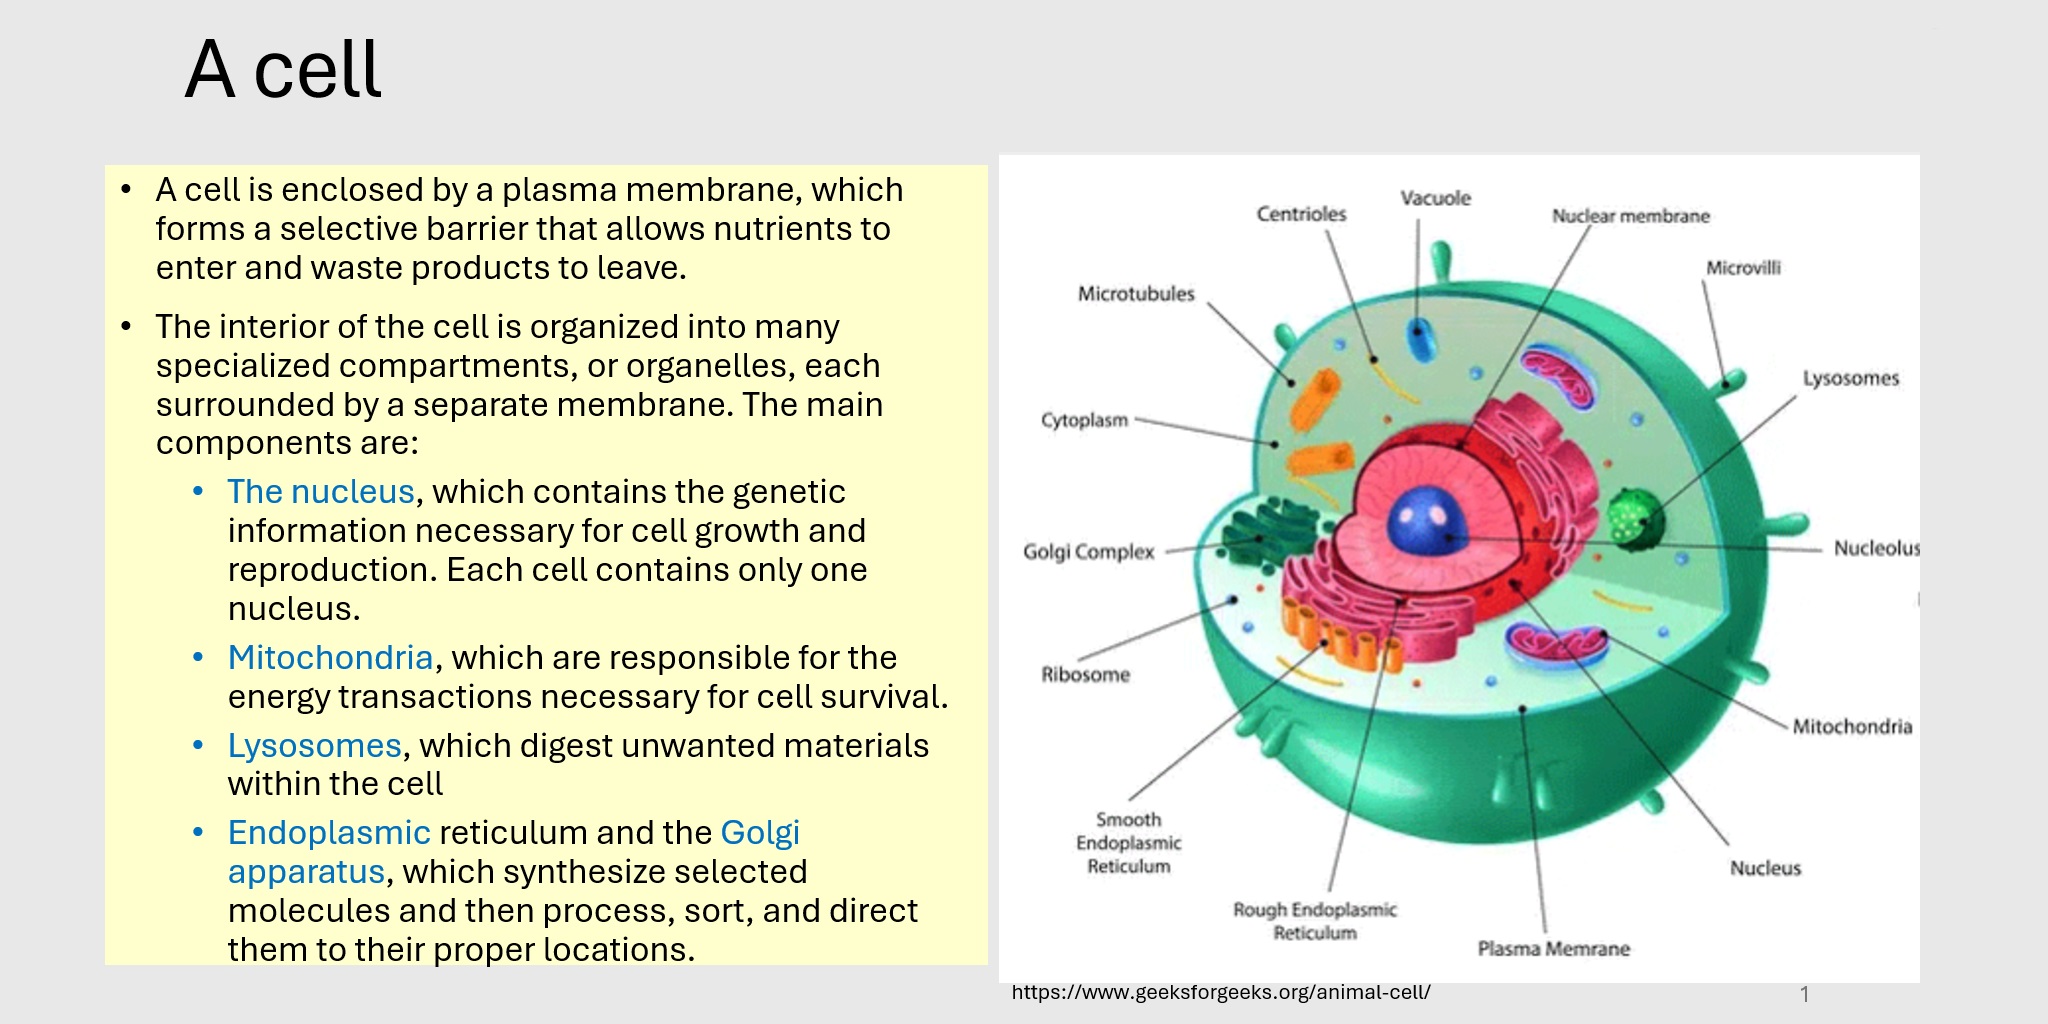 A cell
• A cell is enclosed by a plasma membrane, which
forms a selective barrier that allows nutrients to
enter and waste products to leave.
• The interior of the cell is organized into many
specialized compartments, or organelles, each
surrounded by a separate membrane. The main
components are:
• The nucleus, which contains the genetic
information necessary for cell growth and
reproduction. Each cell contains only one
nucleus.
• Mitochondria, which are responsible for the
energy transactions necessary for cell survival.
• Lysosomes, which digest unwanted materials
within the cell
• Endoplasmic reticulum and the Golgi
apparatus, which synthesize selected
molecules and then process, sort, and direct
them to their proper locations.
Vacuole
Centrioles
Nuclear membrane
Microvilli
Microtubules
Lysosomes
Cytoplasm
Golgi Complex
Nucleolus
Ribosome
Mitochondria
Smooth
Endoplasmic
Reticulum
Nucleus
Rough Endoplasmic
Reticulum
Plasma Memrane
https://www.geeksforgeeks.org/animal-cell/
1